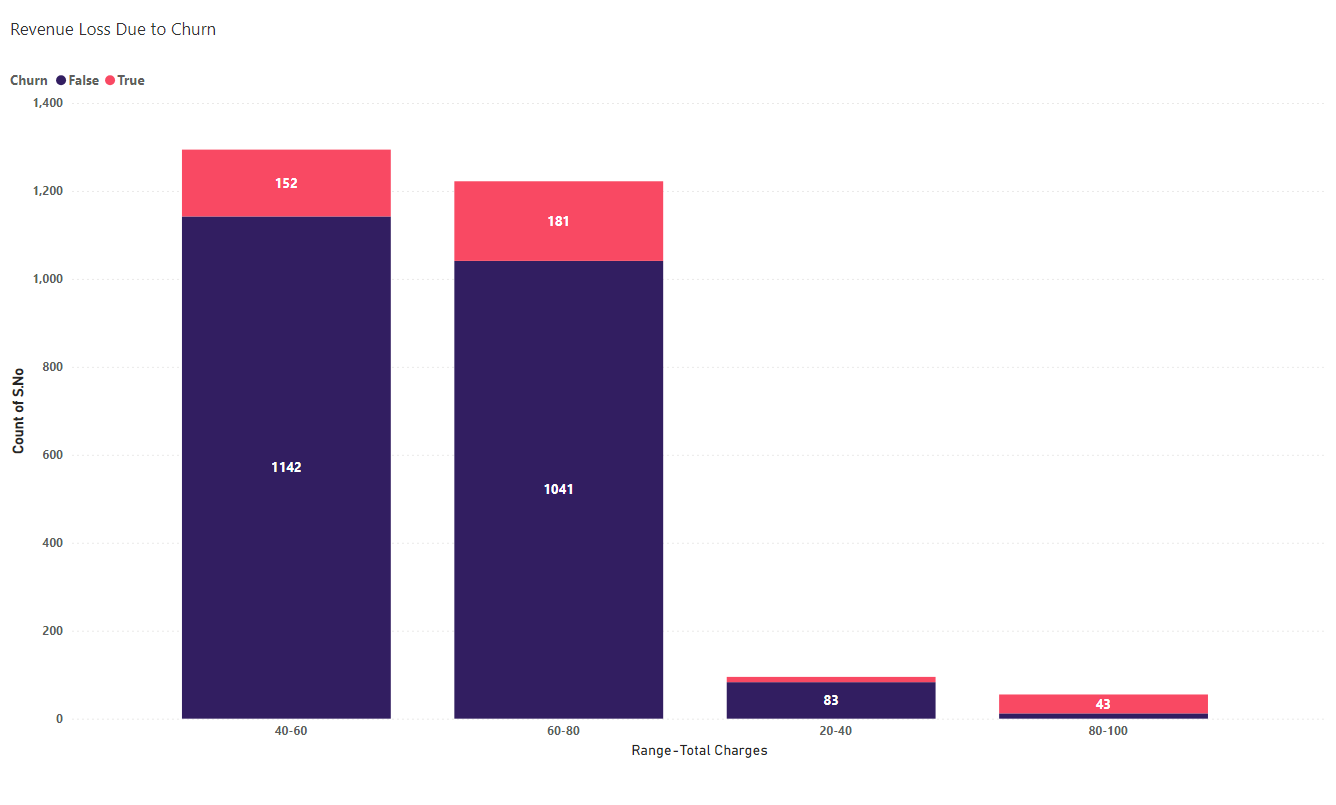 Revenue Loss Due to Churn
Churn False True
1,400
1,200
1,000
800
600
400
200
0
Count of S.No
152
1142
181
1041
83
43
40-60 60-80 20-40 80-100
Range-Total Charges